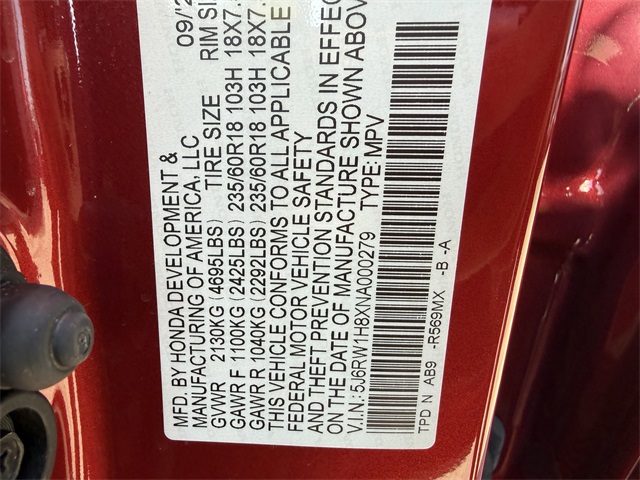 MFD. BY HONDA DEVELOPMENT & 09/2
MANUFACTURING OF AMERICA, LLC
GVWR 2130KG (4695LBS) TIRE SIZE RIM SIZ
GAWR F 1100KG (2425LBS) 235/60R18 103H 18X7.
GAWR R 1040KG (2292LBS) 235/60R18 103H 18X7.
THIS VEHICLE CONFORMS TO ALL APPLICABLE
FEDERAL MOTOR VEHICLE SAFETY
AND THEFT PREVENTION STANDARDS IN EFFEC
ON THE DATE OF MANUFACTURE SHOWN ABOVE
V.I.N.: 5J6RW1H8XNA000279 TYPE: MPV
TPD N AB9 -R569MX -B -A